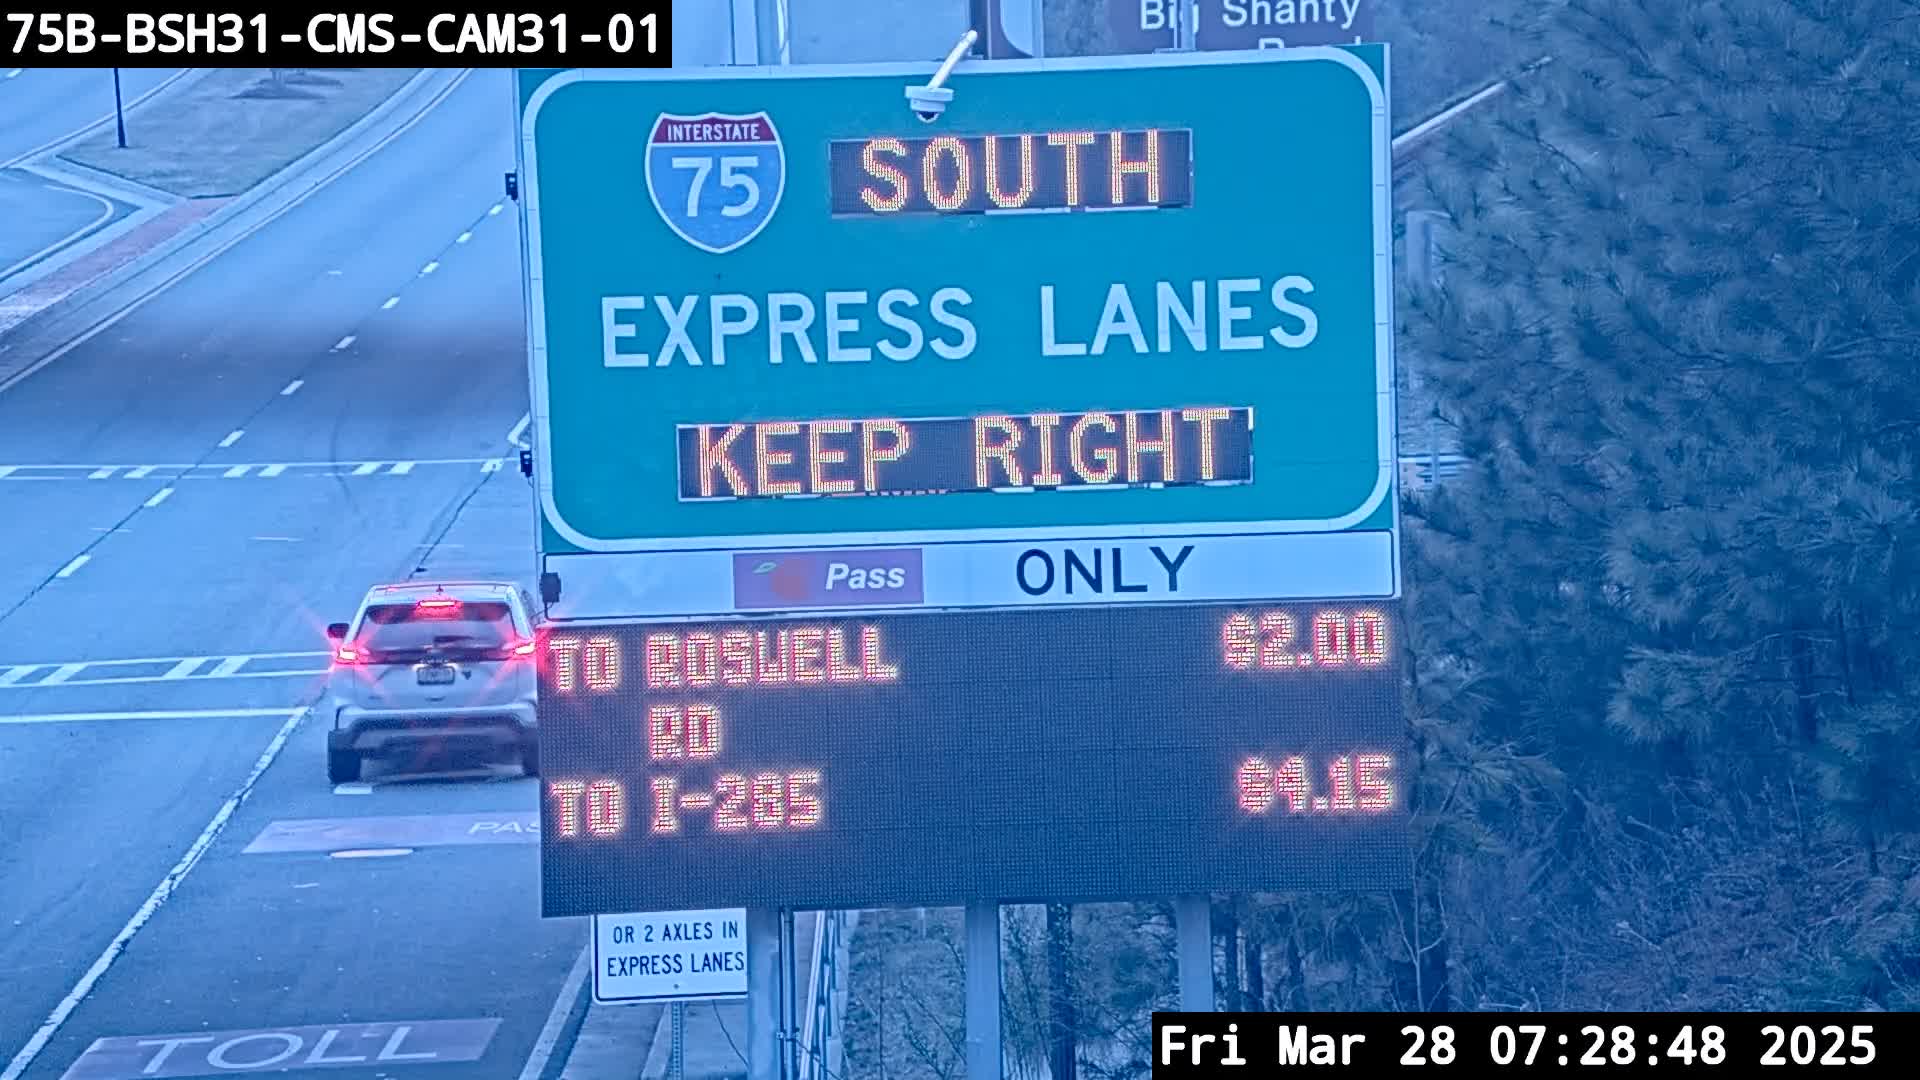 75B-BSH31-CMS-CAM31-01
Big Shanty
INTERSTATE
75
SOUTH
EXPRESS LANES
KEEP RIGHT
Pass ONLY
TO ROSWELL $2.00
RD
TO I-285 $4.15
OR 2 AXLES IN
EXPRESS LANES
TOLL
Fri Mar 28 07:28:48 2025